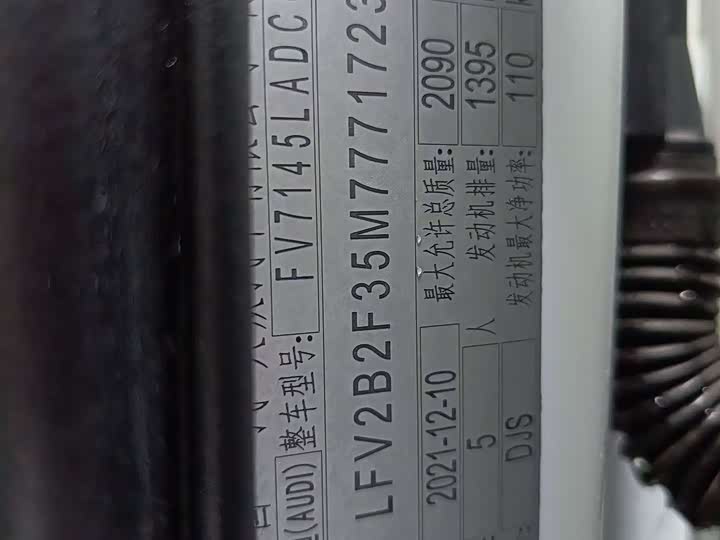 (AUDI) 整车型号: FV7145LADC
LFV2B2F35M7771723
2021-12-10 最大允许总质量: 2090
5 人 发动机排量: 1395
DJS 发动机最大净功率: 110